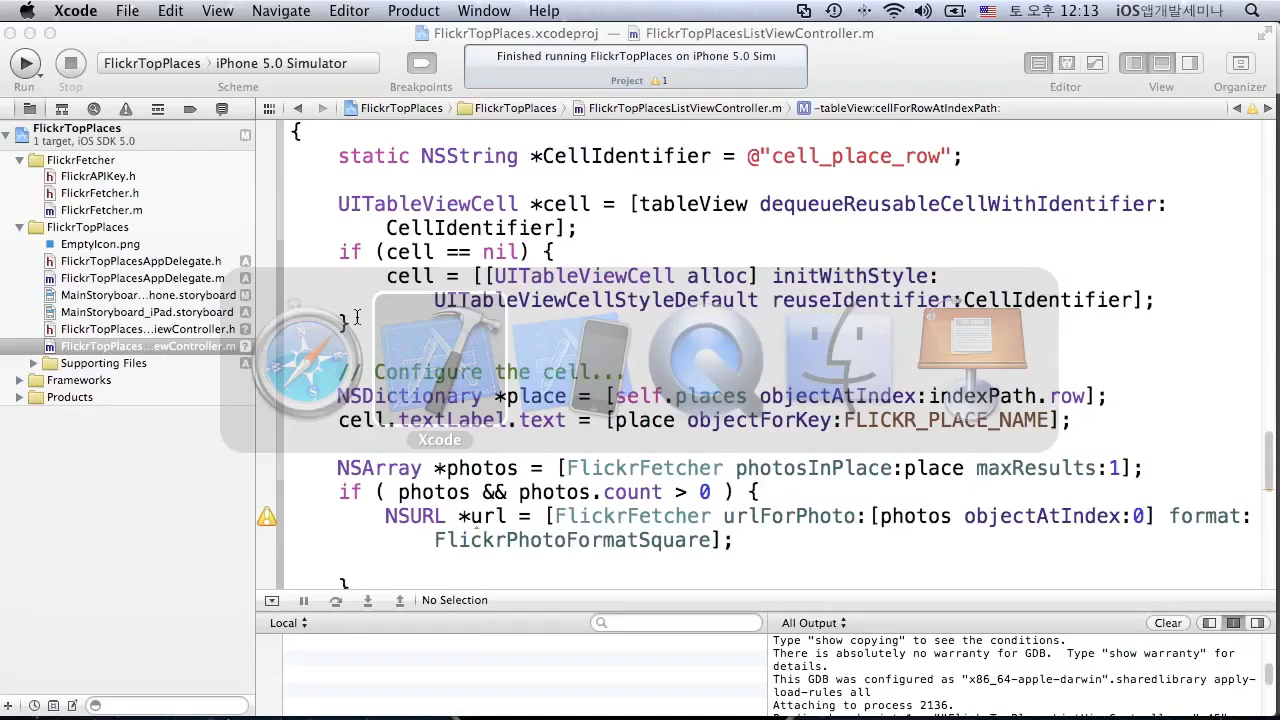 Xcode File Edit View Navigate Editor Product Window Help 토 오후 12:13 iOS앱개발세미나
FlickrTopPlaces.xcodeproj — FlickrTopPlacesListViewController.m
FlickrTopPlaces iPhone 5.0 Simulator
Finished running FlickrTopPlaces on iPhone 5.0 Simu
Project 1
Run Stop Scheme Breakpoints Editor View Organizer
FlickrTopPlaces FlickrTopPlaces FlickrTopPlacesListViewController.m -tableView:cellForRowAtIndexPath:
FlickrTopPlaces
1 target, iOS SDK 5.0
M
FlickrFetcher
FlickrAPIKey.h
FlickrFetcher.h
FlickrFetcher.m
FlickrTopPlaces
EmptyIcon.png
FlickrTopPlacesAppDelegate.h A
FlickrTopPlacesAppDelegate.m A
MainStoryboar...hone.storyboard M
MainStoryboard_iPad.storyboard A
FlickrTopPlaces...iewController.h ?
FlickrTopPlaces...ewController.m ?
Supporting Files A
Frameworks
Products
{
static NSString *CellIdentifier = @"cell_place_row";
UITableViewCell *cell = [tableView dequeueReusableCellWithIdentifier:
CellIdentifier];
if (cell == nil) {
cell = [[UITableViewCell alloc] initWithStyle:
UITableViewCellStyleDefault reuseIdentifier:CellIdentifier];
}
// Configure the cell...
NSDictionary *place = [self.places objectAtIndex:indexPath.row];
cell.textLabel.text = [place objectForKey:FLICKR_PLACE_NAME];
Xcode
NSArray *photos = [FlickrFetcher photosInPlace:place maxResults:1];
if ( photos && photos.count > 0 ) {
NSURL *url = [FlickrFetcher urlForPhoto:[photos objectAtIndex:0] format:
FlickrPhotoFormatSquare];
}
No Selection
Local All Output Clear
Type "show copying" to see the conditions.
There is absolutely no warranty for GDB. Type "show warranty" for
details.
This GDB was configured as "x86_64-apple-darwin".sharedlibrary apply-
load-rules all
Attaching to process 2136.